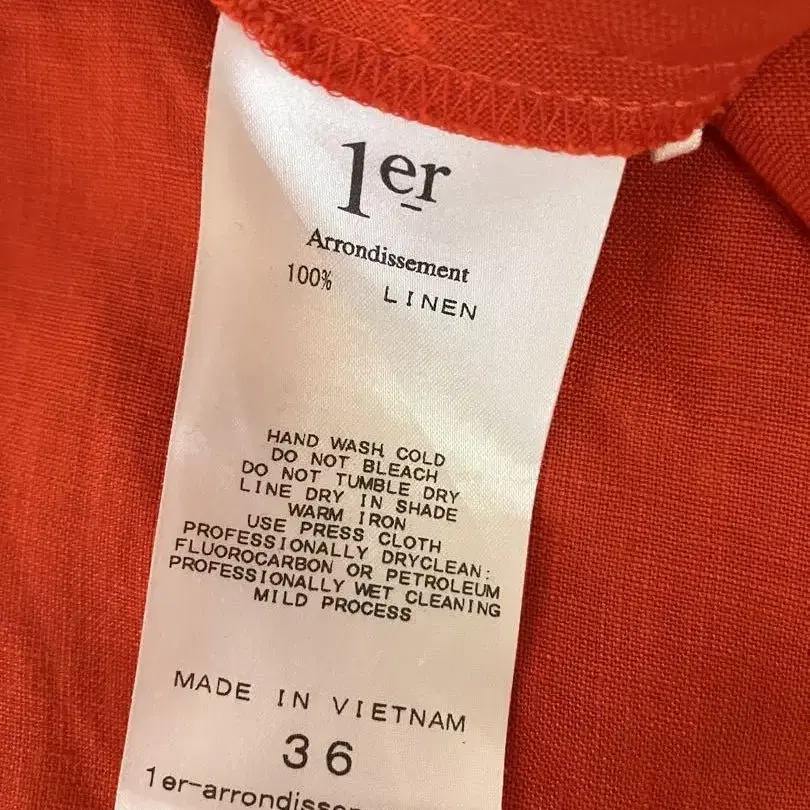 1er
Arrondissement
100% LINEN
HAND WASH COLD
DO NOT BLEACH
DO NOT TUMBLE DRY
LINE DRY IN SHADE
WARM IRON
USE PRESS CLOTH
PROFESSIONALLY DRYCLEAN:
FLUOROCARBON OR PETROLEUM
PROFESSIONALLY WET CLEANING
MILD PROCESS
MADE IN VIETNAM
36